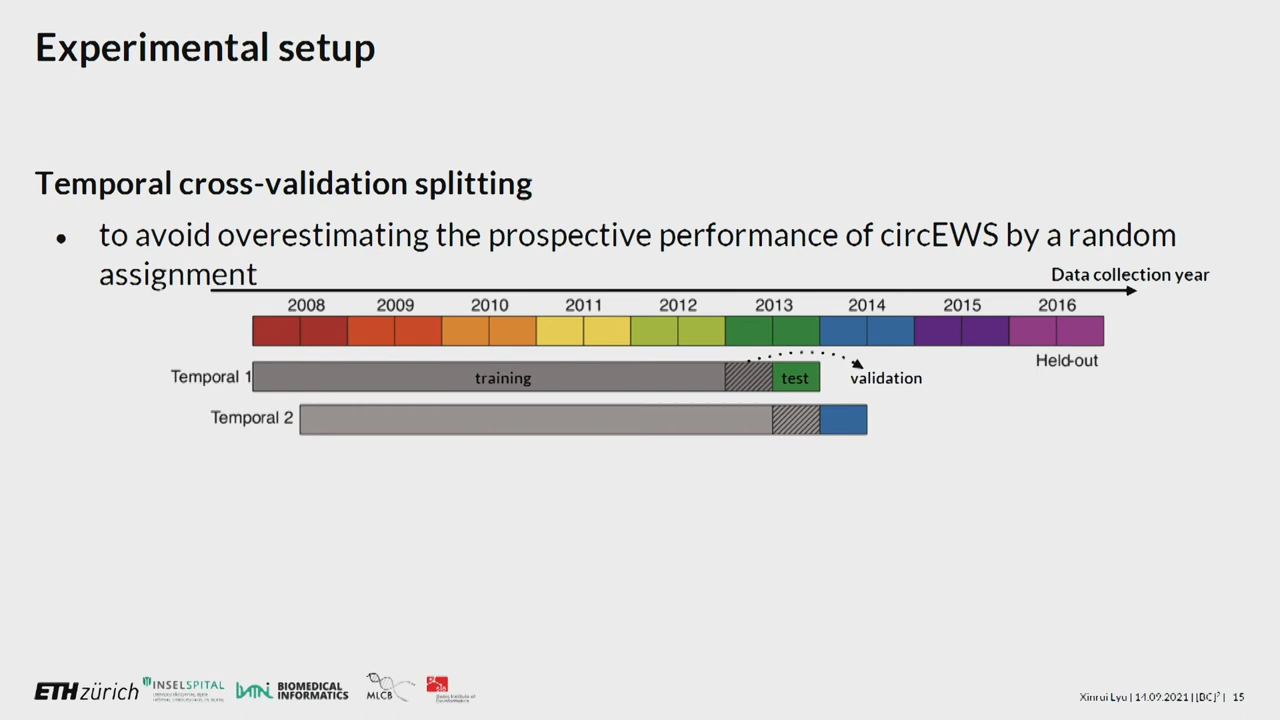 Experimental setup
Temporal cross-validation splitting
• to avoid overestimating the prospective performance of circEWS by a random
assignment
Data collection year
2008 2009 2010 2011 2012 2013 2014 2015 2016
Held-out
Temporal 1 training test validation
Temporal 2
ETH zürich INSELSPITAL BIOMEDICAL INFORMATICS MLCB
Xinrui Lyu | 14.09.2021 | [BC]² | 15